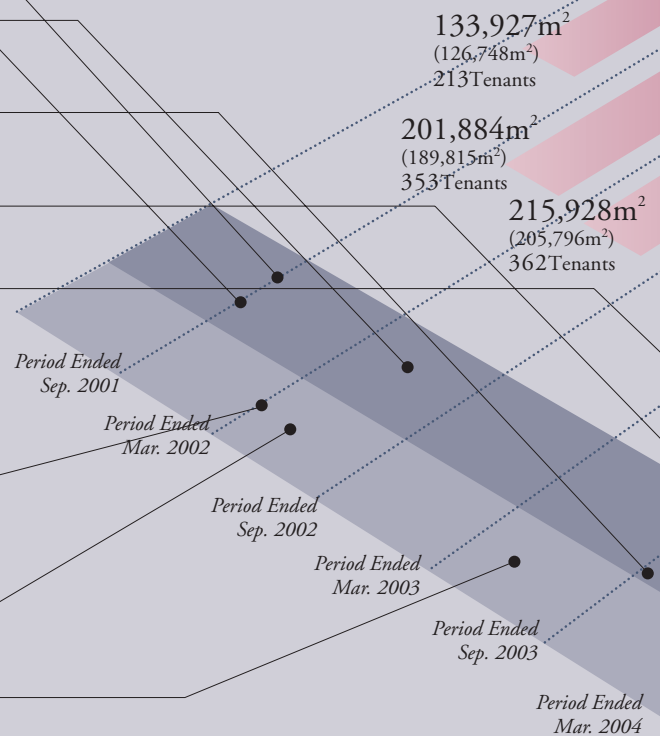 133,927m²
(126,748m²)
213Tenants
201,884m²
(189,815m²)
353Tenants
215,928m²
(205,796m²)
362Tenants
Period Ended
Sep. 2001
Period Ended
Mar. 2002
Period Ended
Sep. 2002
Period Ended
Mar. 2003
Period Ended
Sep. 2003
Period Ended
Mar. 2004